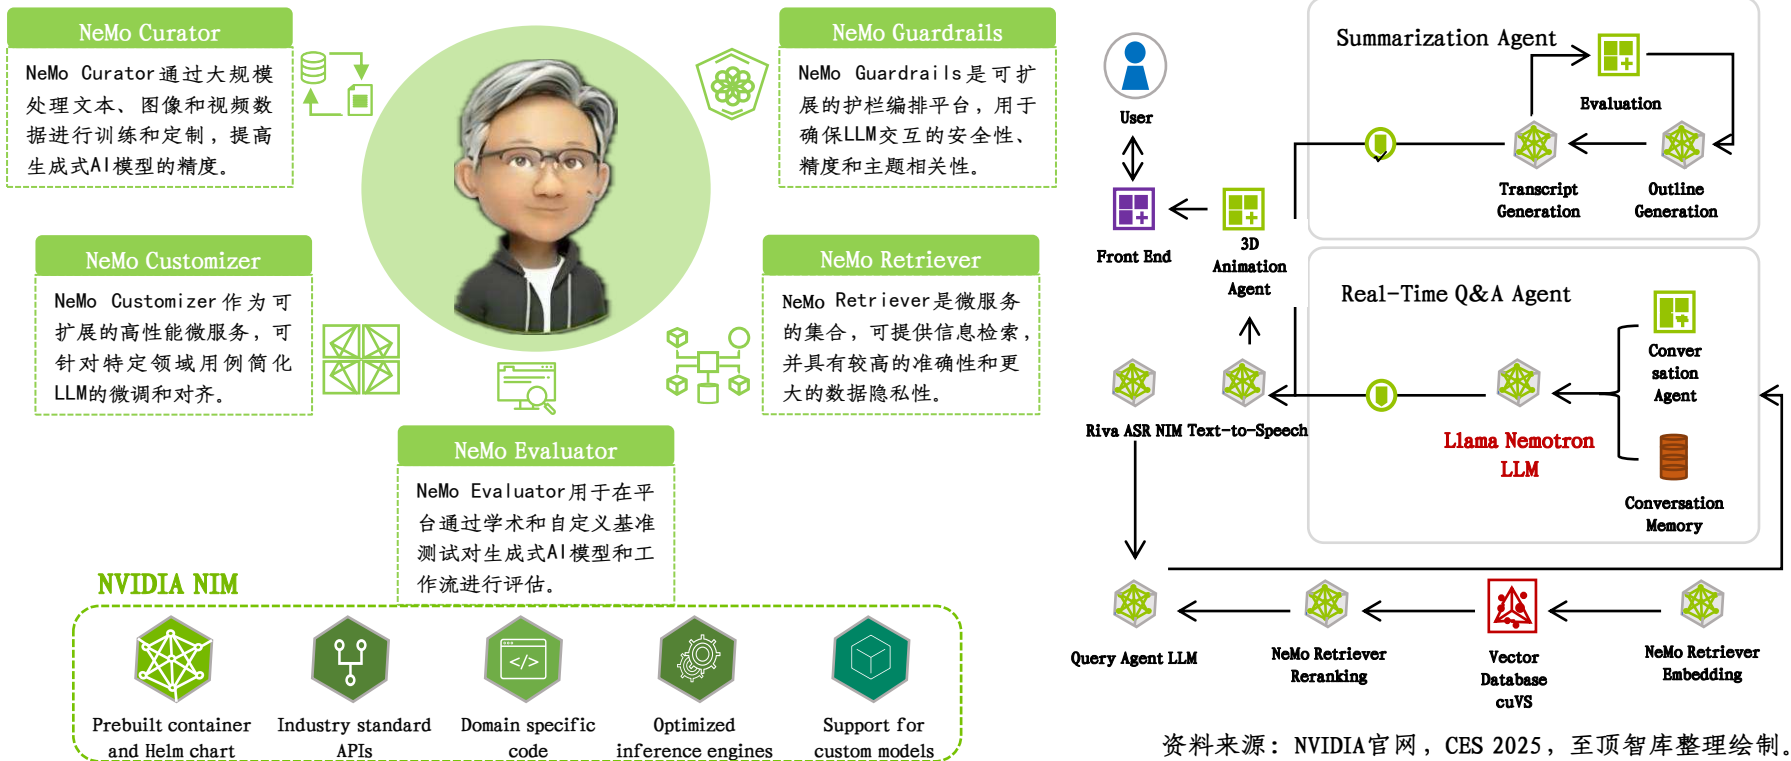 NeMo Curator
NeMo Curator通过大规模
处理文本、图像和视频数
据进行训练和定制，提高
生成式AI模型的精度。
NeMo Guardrails
NeMo Guardrails是可扩
展的护栏编排平台，用于
确保LLM交互的安全性、
精度和主题相关性。
NeMo Customizer
NeMo Customizer作为可
扩展的高性能微服务，可
针对特定领域用例简化
LLM的微调和对齐。
NeMo Retriever
NeMo Retriever是微服务
的集合，可提供信息检索，
并具有较高的准确性和更
大的数据隐私性。
NeMo Evaluator
NeMo Evaluator用于在平
台通过学术和自定义基准
测试对生成式AI模型和工
作流进行评估。
NVIDIA NIM
Prebuilt container
and Helm chart
Industry standard
APIs
Domain specific
code
</>
Optimized
inference engines
Support for
custom models
User
Front End
3D
Animation
Agent
Summarization Agent
Evaluation
Transcript
Generation
Outline
Generation
Real-Time Q&A Agent
Conver
sation
Agent
Llama Nemotron
LLM
Conversation
Memory
Riva ASR NIM
Text-to-Speech
Query Agent LLM
NeMo Retriever
Reranking
Vector
Database
cuVS
NeMo Retriever
Embedding
资料来源：NVIDIA官网，CES 2025，至顶智库整理绘制。